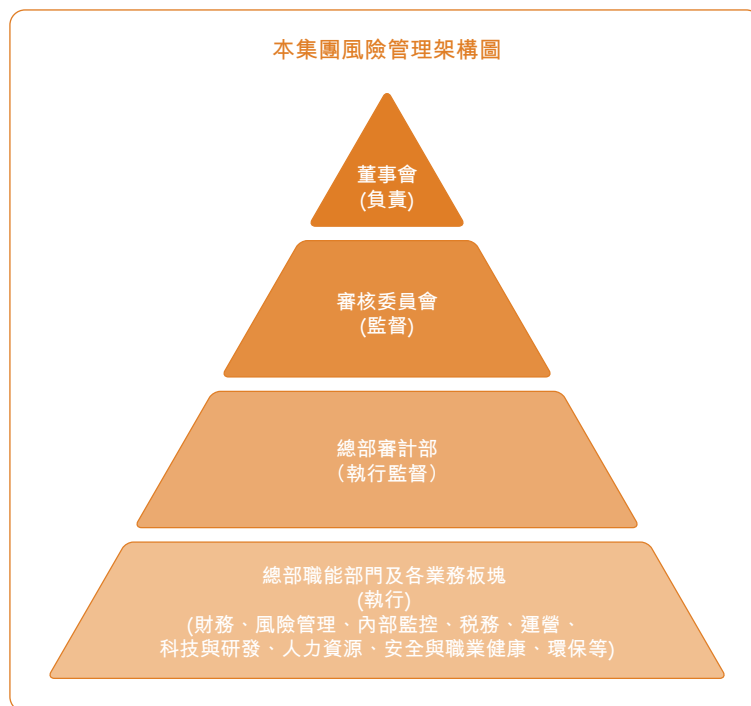 本集團風險管理架構圖
董事會
(負責)
審核委員會
(監督)
總部審計部
（執行監督）
總部職能部門及各業務板塊
(執行)
(財務、風險管理、內部監控、税務、運營、
科技與研發、人力資源、安全與職業健康、環保等)